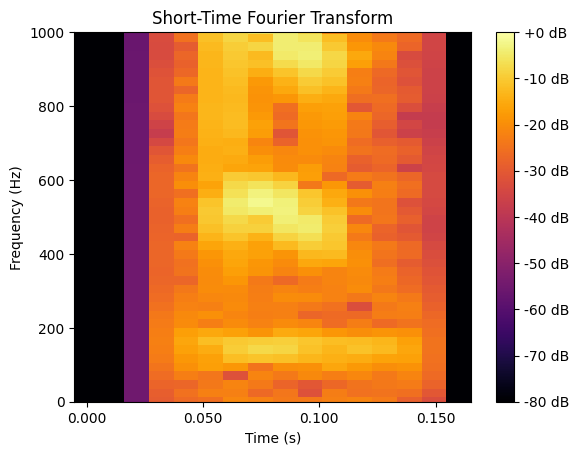 Short-Time Fourier Transform
1000
800
600
400
200
0
Frequency (Hz)
0.000
0.050
0.100
0.150
Time (s)
+0 dB
-10 dB
-20 dB
-30 dB
-40 dB
-50 dB
-60 dB
-70 dB
-80 dB